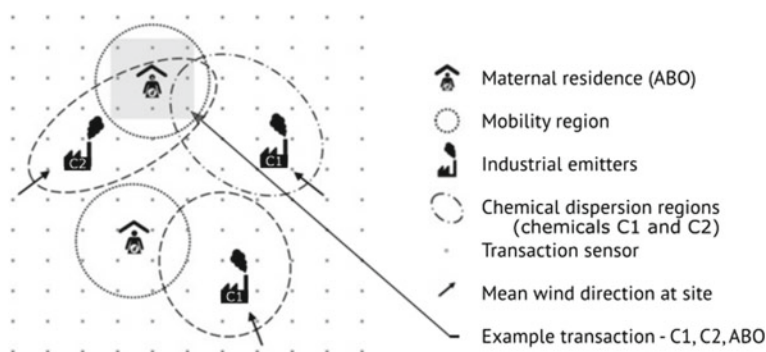 C2
C1
C1
Maternal residence (ABO)
Mobility region
Industrial emitters
Chemical dispersion regions
(chemicals C1 and C2)
Transaction sensor
Mean wind direction at site
Example transaction - C1, C2, ABO